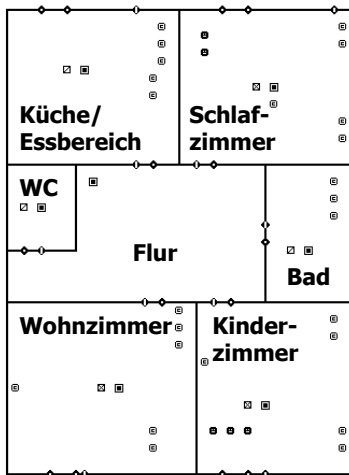 Küche/
Essbereich
Schlaf-
zimmer
WC
Flur
Bad
Wohnzimmer
Kinder-
zimmer